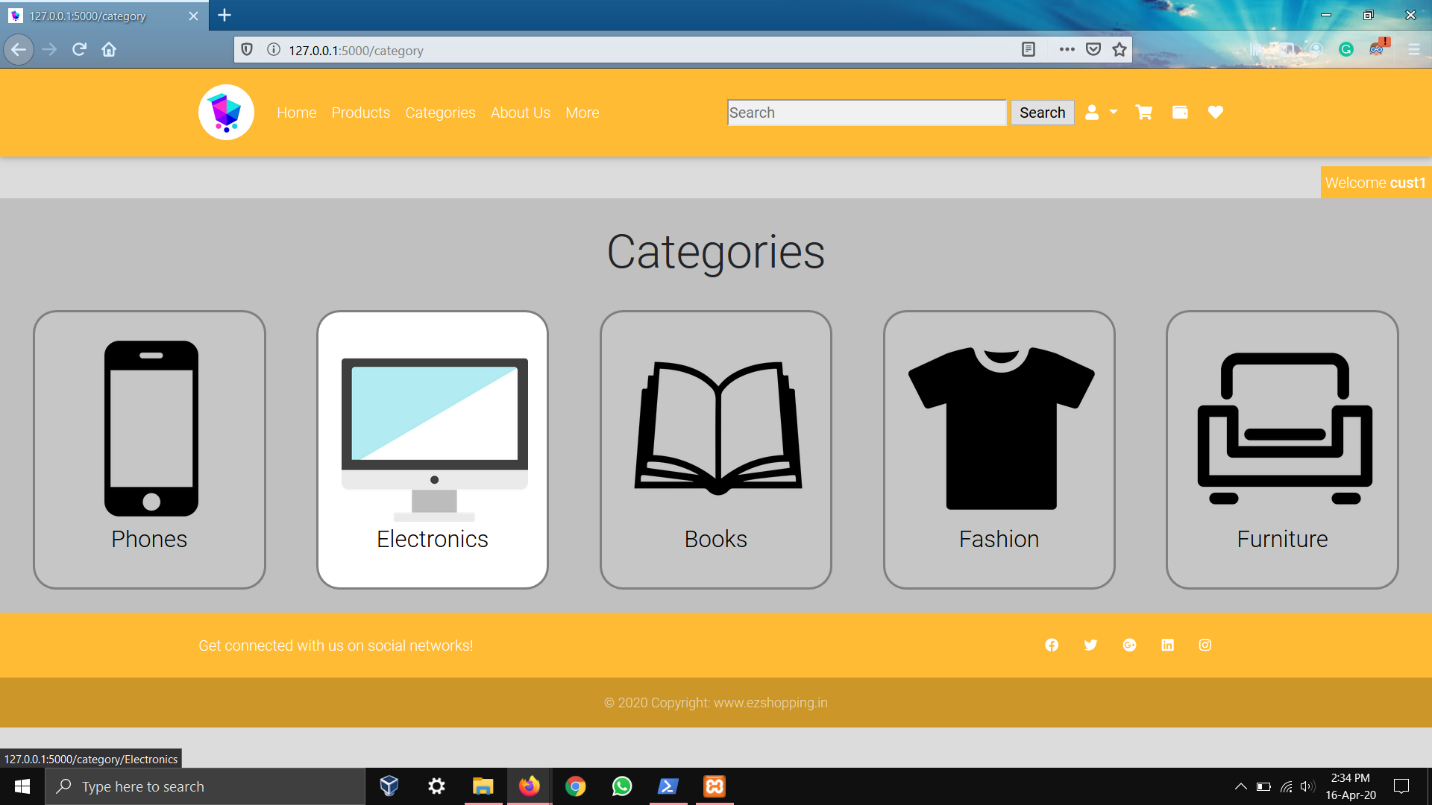 127.0.0.1:5000/category
127.0.0.1:5000/category
1
Home Products Categories About Us More Search Search
Welcome cust1
Categories
Phones Electronics Books Fashion Furniture
Get connected with us on social networks!
© 2020 Copyright: www.ezshopping.in
127.0.0.1:5000/category/Electronics
Type here to search
2:34 PM
16-Apr-20